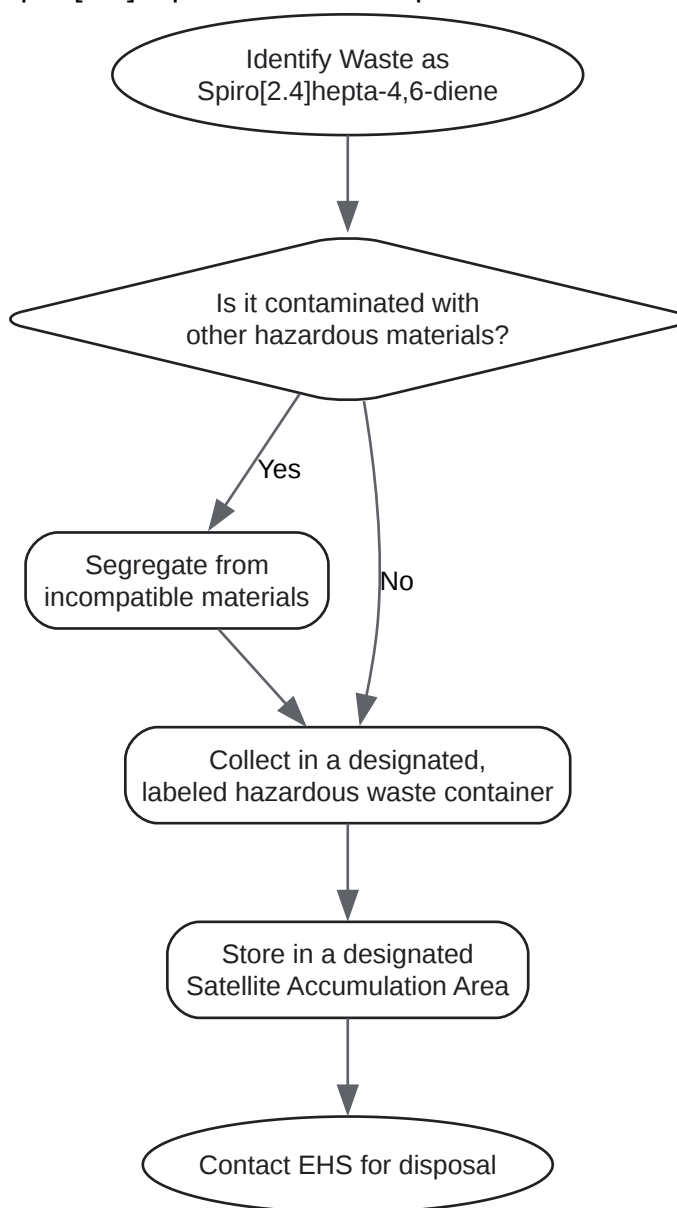 Identify Waste as
Spiro[2.4]hepta-4,6-diene
Is it contaminated with
other hazardous materials?
Yes
Segregate from
incompatible materials
No
Collect in a designated,
labeled hazardous waste container
Store in a designated
Satellite Accumulation Area
Contact EHS for disposal